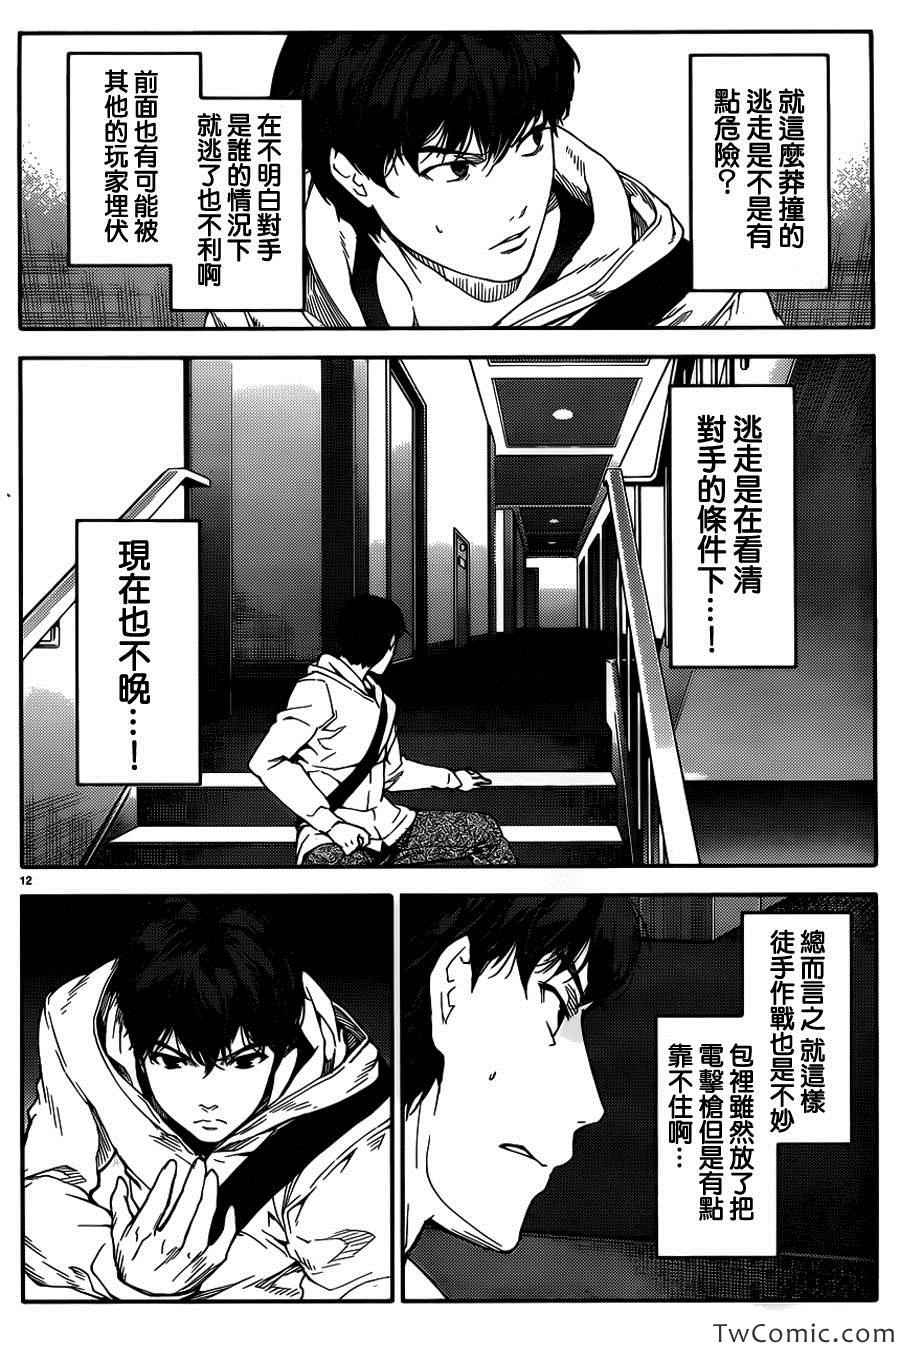 就這麼莽撞的
逃走是不是有
點危險？
在不明白對手
是誰的情況下
就逃了也不利啊
前面也有可能被
其他的玩家埋伏
逃走是在看清
對手的條件下…！
現在也不晚…！
12
總而言之 就這樣
徒手作戰也是不妙
包裡雖然放了把
電擊槍但是有點
靠不住啊…
TwComic.com